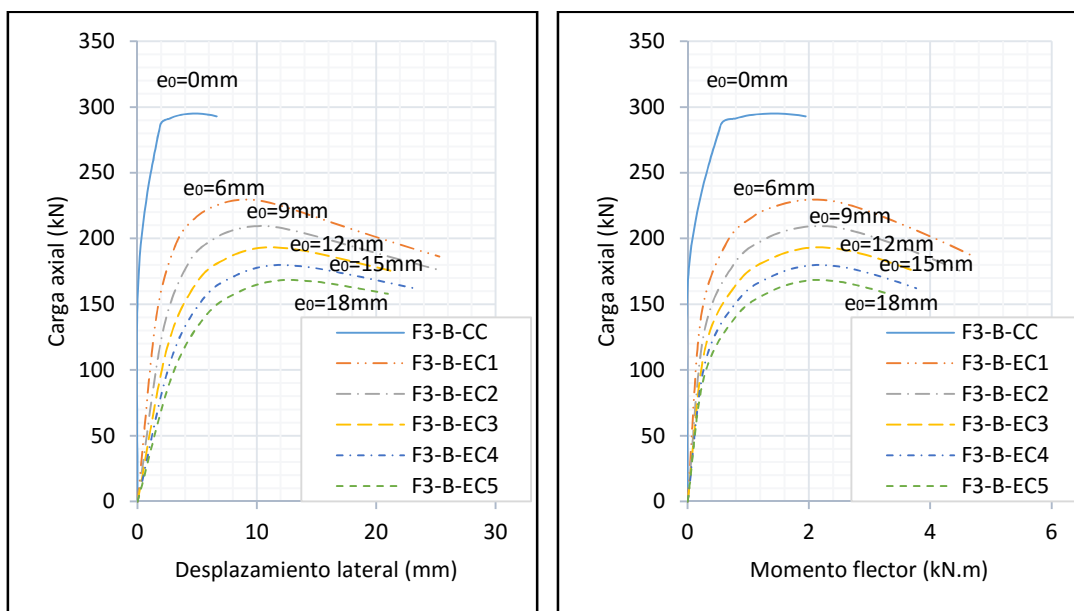 350
300
250
200
150
100
50
0
Carga axial (kN)
e0=0mm
e0=6mm
e0=9mm
e0=12mm
e0=15mm
e0=18mm
F3-B-CC
F3-B-EC1
F3-B-EC2
F3-B-EC3
F3-B-EC4
F3-B-EC5
0 10 20 30
Desplazamiento lateral (mm)
350
300
250
200
150
100
50
0
Carga axial (kN)
e0=0mm
e0=6mm
e0=9mm
e0=12mm
e0=15mm
e0=18mm
F3-B-CC
F3-B-EC1
F3-B-EC2
F3-B-EC3
F3-B-EC4
F3-B-EC5
0 2 4 6
Momento flector (kN.m)